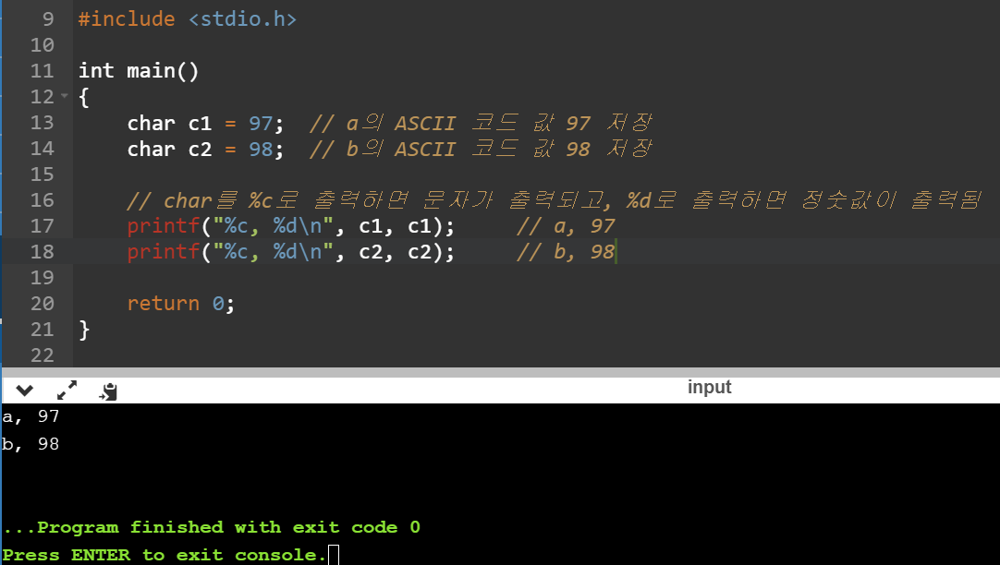 9 #include <stdio.h>
10
11 int main()
12 {
13 char c1 = 97; // a의 ASCII 코드 값 97 저장
14 char c2 = 98; // b의 ASCII 코드 값 98 저장
15
16 // char를 %c로 출력하면 문자가 출력되고, %d로 출력하면 정숫값이 출력됨
17 printf("%c, %d\n", c1, c1); // a, 97
18 printf("%c, %d\n", c2, c2); // b, 98
19
20 return 0;
21 }
22
input
a, 97
b, 98
...Program finished with exit code 0
Press ENTER to exit console.